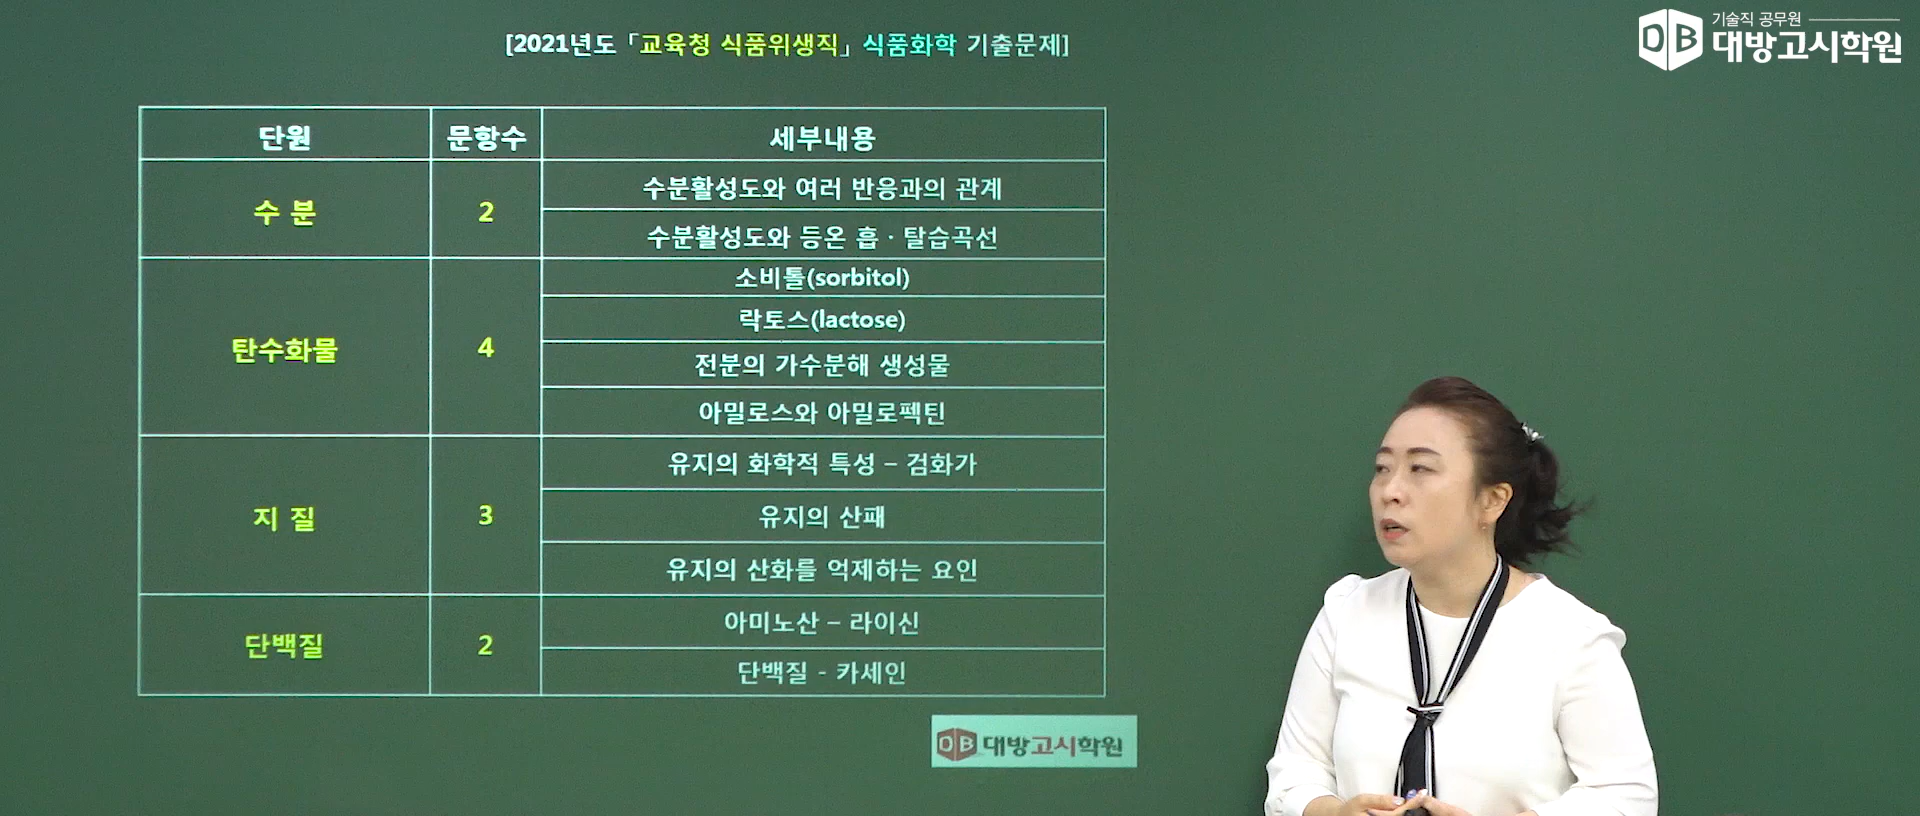 기술직 공무원
DB 대방고시학원
[2021년도 「교육청 식품위생직」 식품화학 기출문제]
단원 문항수 세부내용
수 분 2 수분활성도와 여러 반응과의 관계
수분활성도와 등온 흡 · 탈습곡선
탄수화물 4 소비톨(sorbitol)
락토스(lactose)
전분의 가수분해 생성물
아밀로스와 아밀로펙틴
지 질 3 유지의 화학적 특성 – 검화가
유지의 산패
유지의 산화를 억제하는 요인
단백질 2 아미노산 – 라이신
단백질 - 카세인
DB 대방고시학원